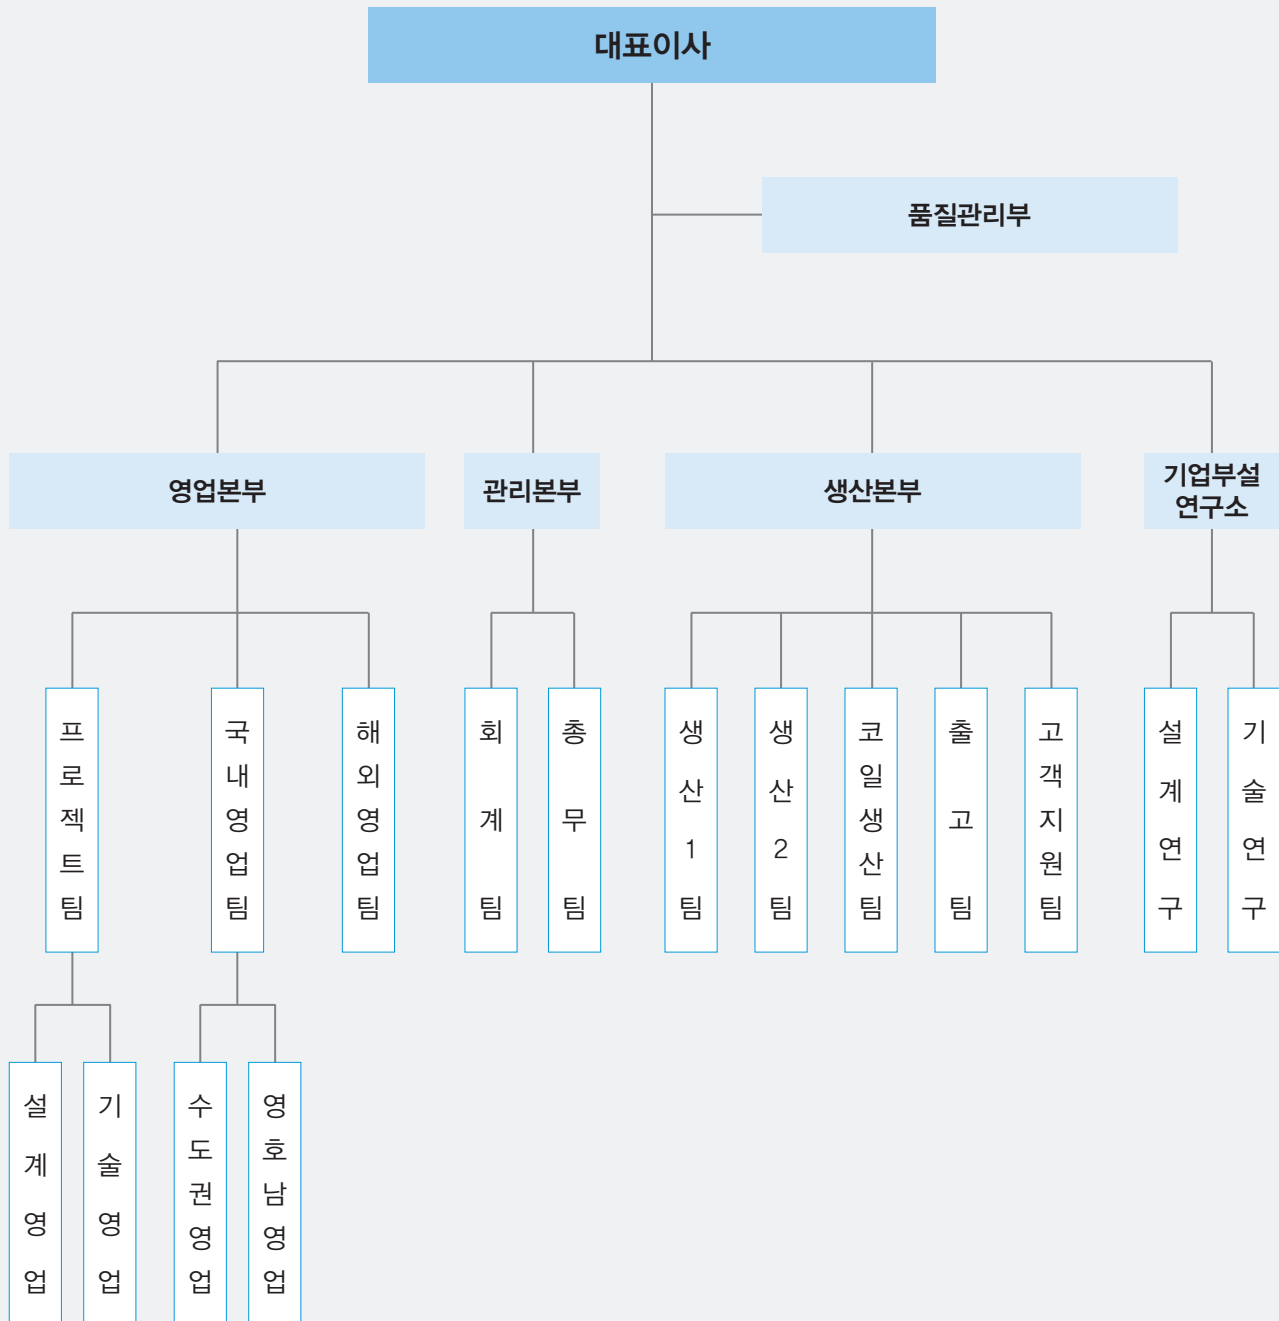 대표이사
품질관리부
영업본부
관리본부
생산본부
기업부설
연구소
프로젝트팀
국내영업팀
해외영업팀
회계팀
총무팀
생산1팀
생산2팀
코일생산팀
출고팀
고객지원팀
설계연구
기술연구
설계영업
기술영업
수도권영업
영호남영업